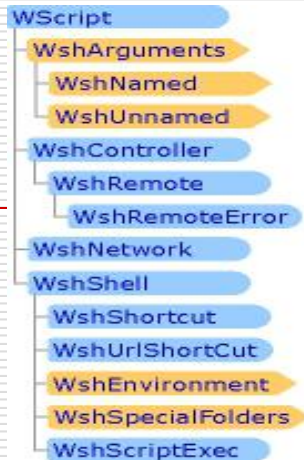 WScript
WshArguments
WshNamed
WshUnnamed
WshController
WshRemote
WshRemoteError
WshNetwork
WshShell
WshShortcut
WshUrlShortCut
WshEnvironment
WshSpecialFolders
WshScriptExec